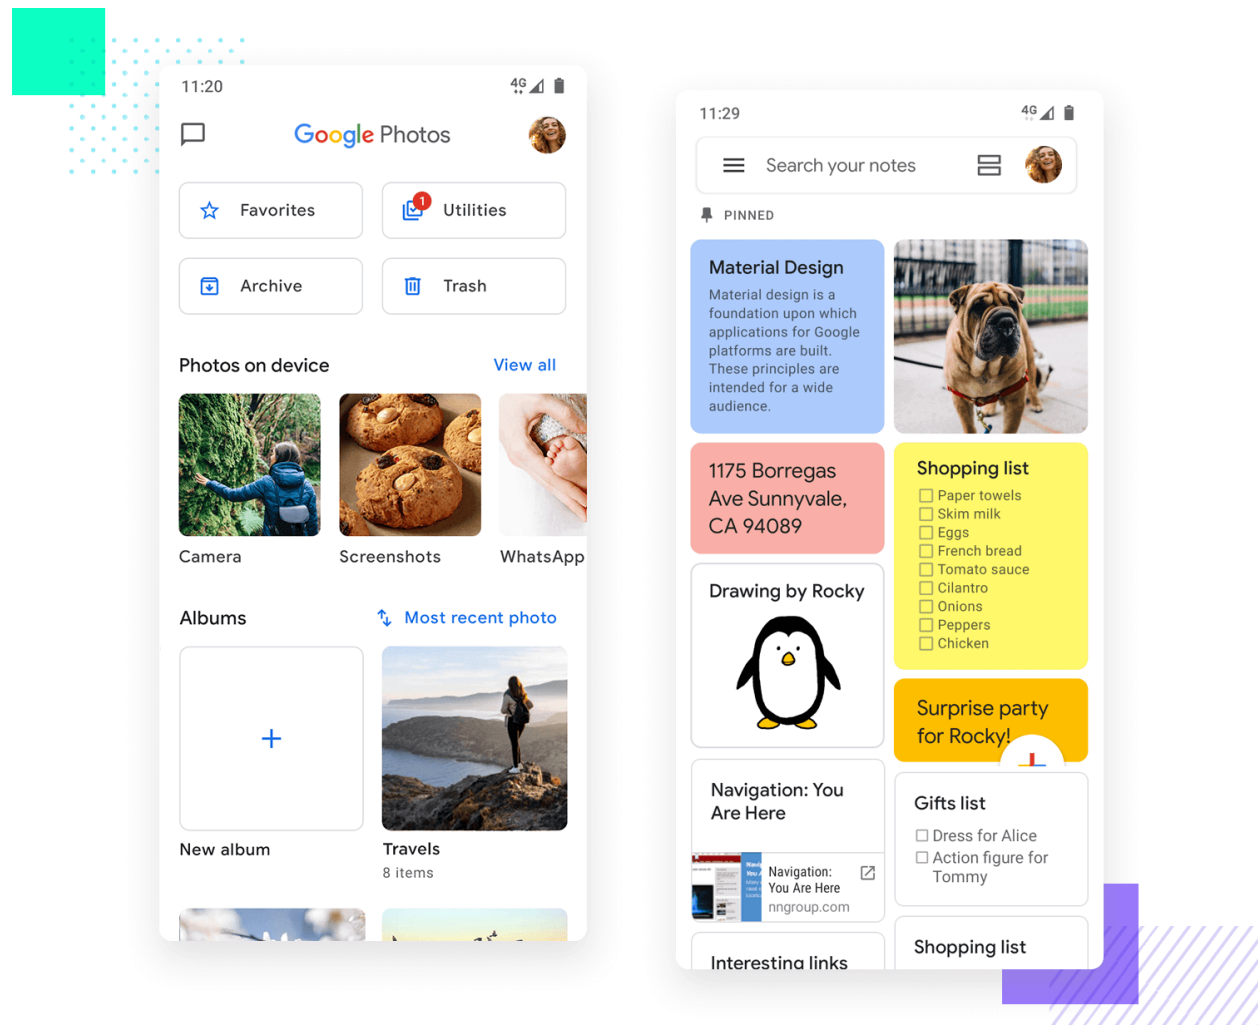 11:20
4G
Google Photos
Favorites
1
Utilities
Archive
Trash
Photos on device
View all
Camera
Screenshots
WhatsApp
Albums
Most recent photo
New album
Travels
8 items
11:29
4G
Search your notes
PINNED
Material Design
Material design is a
foundation upon which
applications for Google
platforms are built.
These principles are
intended for a wide
audience.
1175 Borregas
Ave Sunnyvale,
CA 94089
Drawing by Rocky
Navigation: You
Are Here
Navigation:
You Are Here
nngroup.com
Interesting links
Shopping list
Paper towels
Skim milk
Eggs
French bread
Tomato sauce
Cilantro
Onions
Peppers
Chicken
Surprise party
for Rocky!
Gifts list
Dress for Alice
Action figure for
Tommy
Shopping list